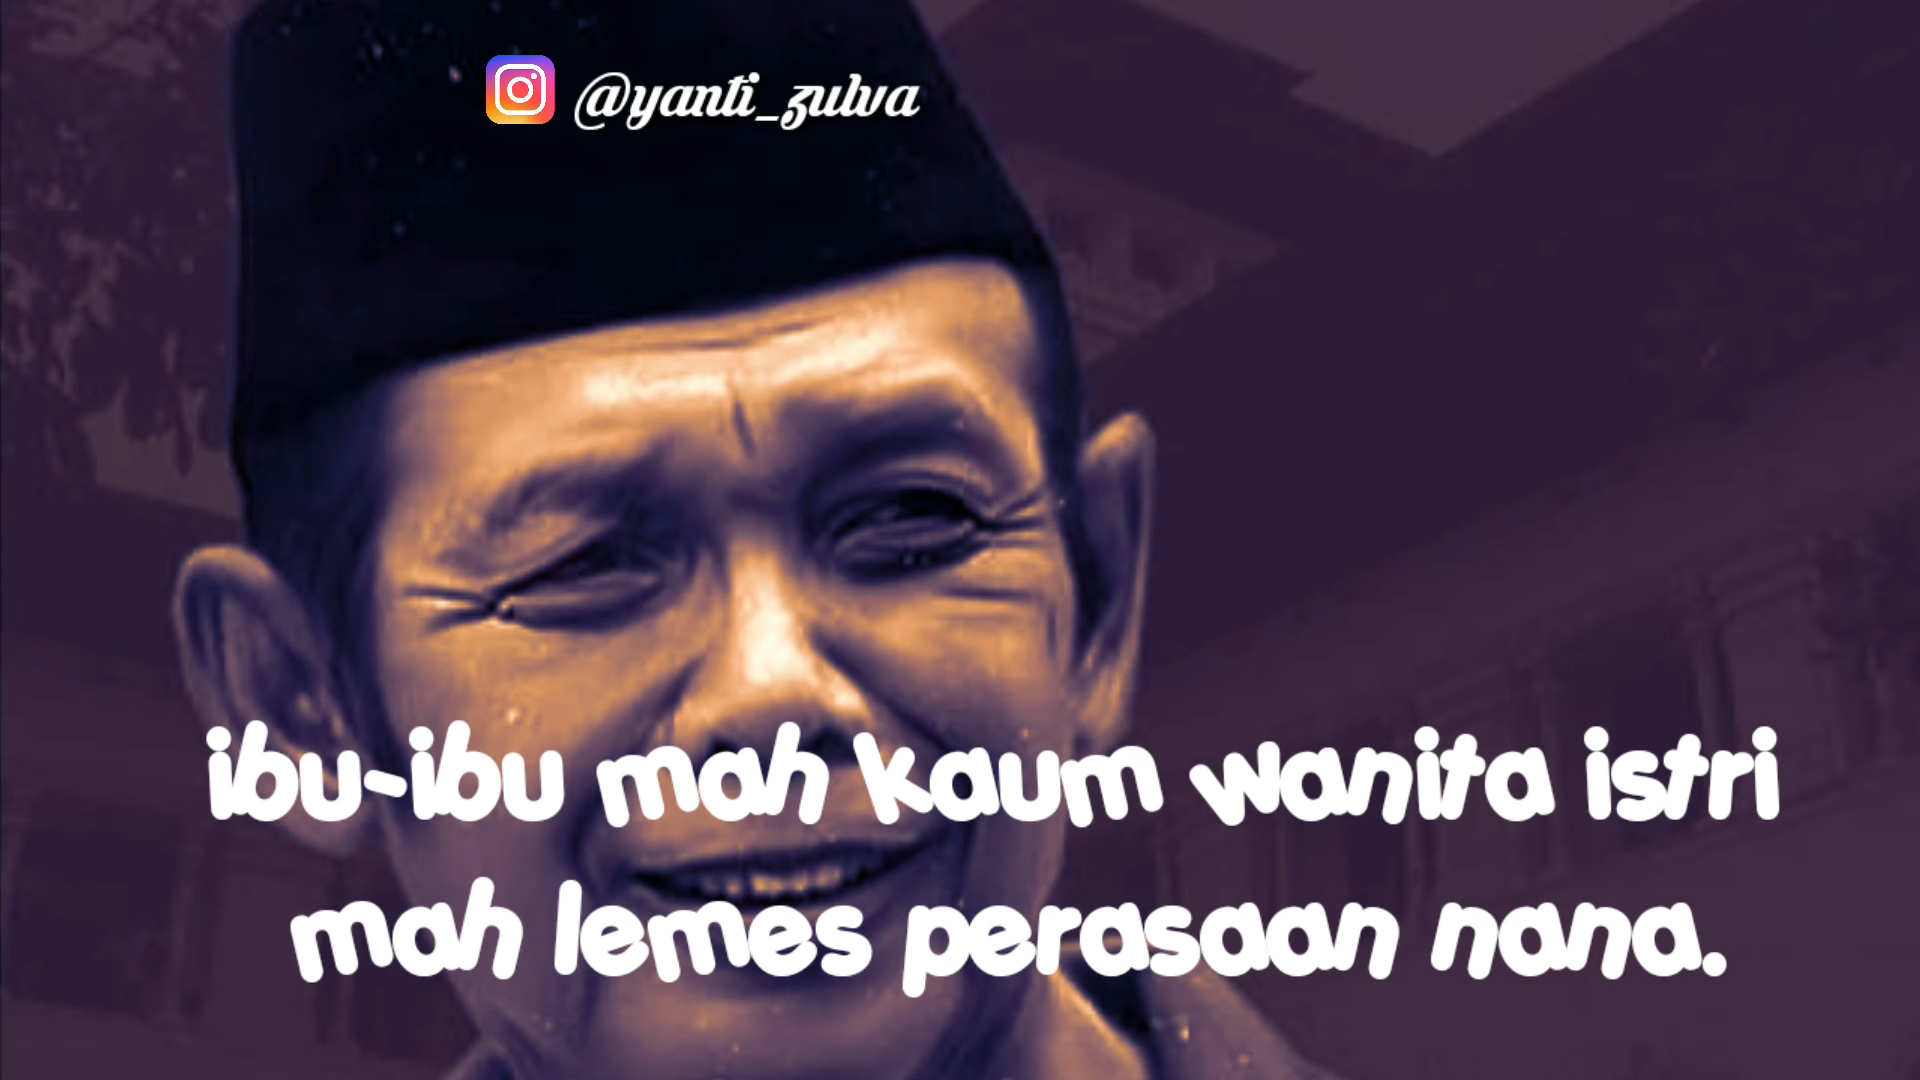 @yanti_zulva
ibu-ibu mah kaum wanita istri
mah lemes perasaan nana.